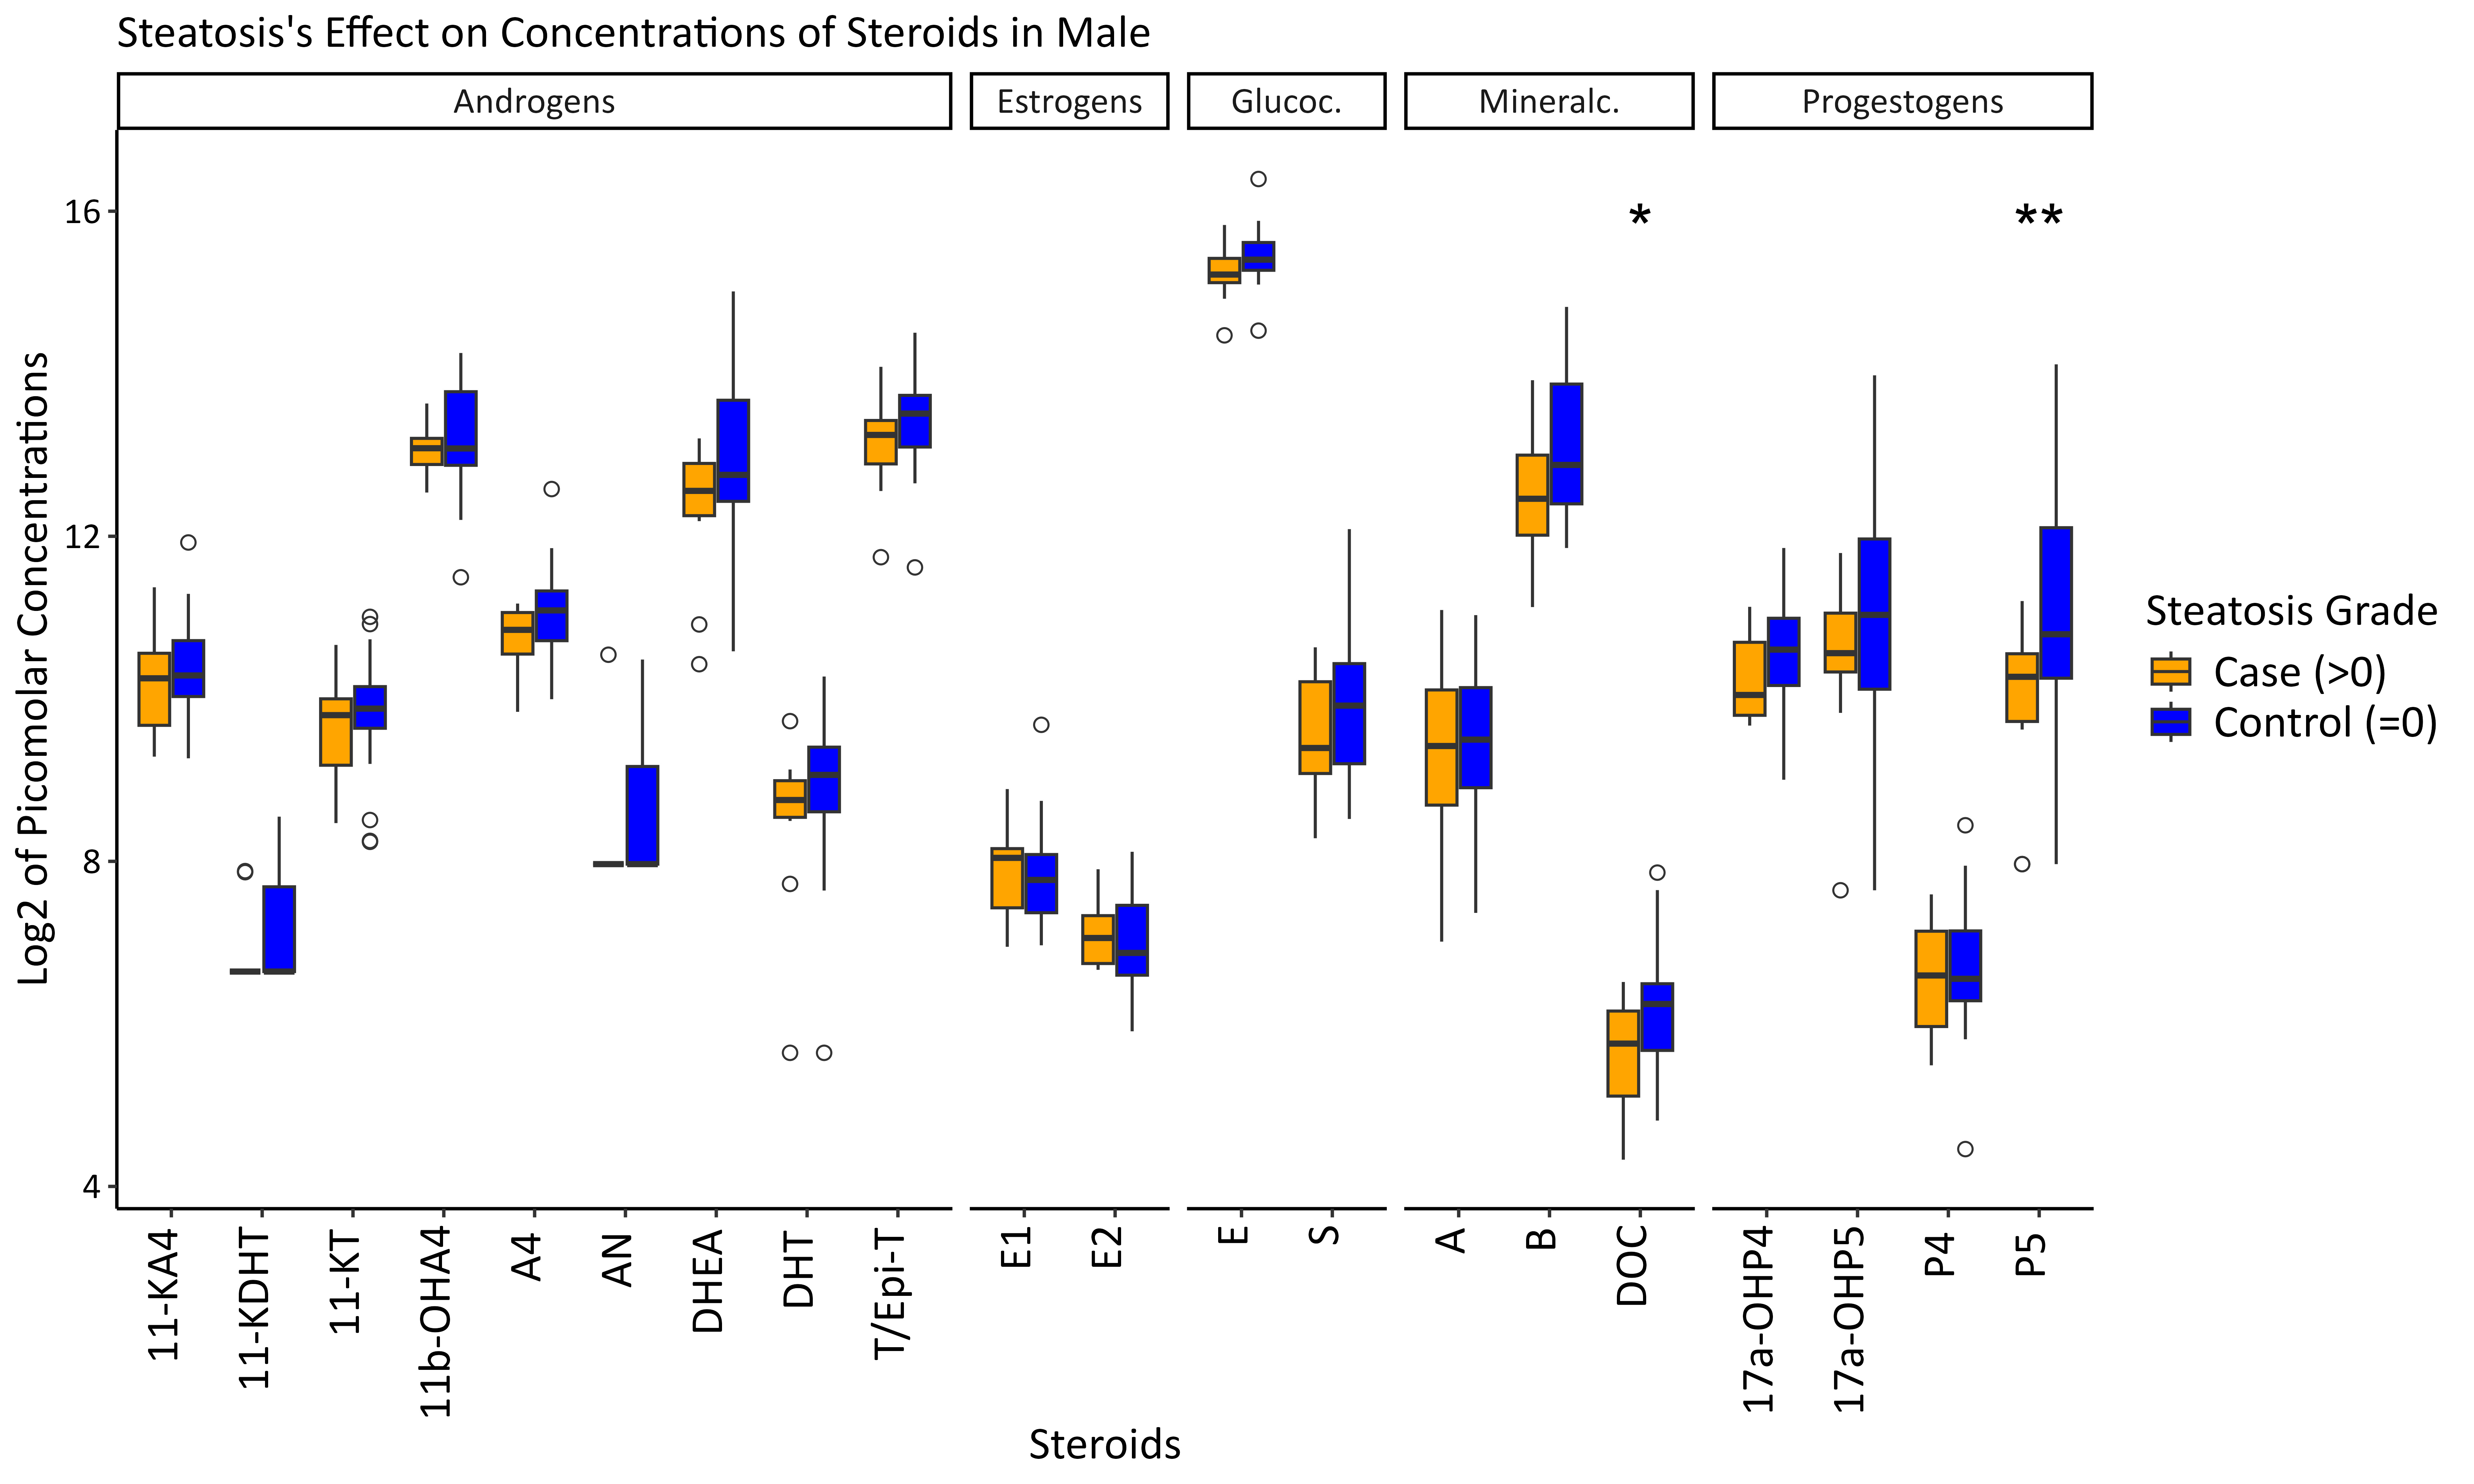 Steatosis's Effect on Concentrations of Steroids in Male
Androgens
Estrogens
Glucoc.
Mineralc.
Progestogens
Log2 of Picomolar Concentrations
16
12
8
4
*
**
11-KA4
11-KDHT
11-KT
11b-OHA4
A4
AN
DHEA
DHT
T/Epi-T
E1
E2
E
S
A
B
DOC
17a-OHP4
17a-OHP5
P4
P5
Steroids
Steatosis Grade
Case (>0)
Control (=0)